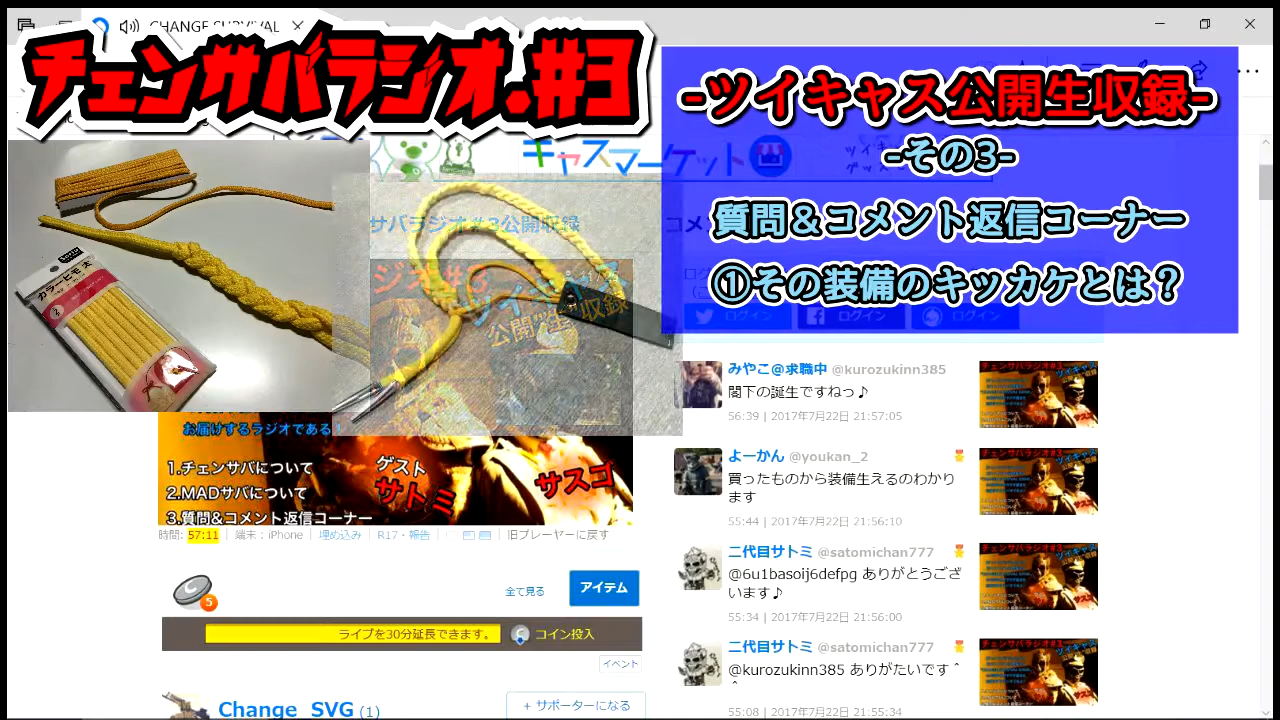 CHANGE SURVIVAL
チェンサバラジオ.#3
-ツイキャス公開生収録-
-その3-
質問＆コメント返信コーナー
①その装備のキッカケとは？
キャスマーケット
サバラジオ#3公開収録
カラーヒモ 太
ログイン
ログイン
ログイン
お届けするラジオである！
1.チェンサバについて
2.MADサバについて
3.質問&コメント返信コーナー
ゲスト
サトミ
サスゴ
時間: 57:11 | 端末 : iPhone | 埋め込み | R17・報告 | 旧プレーヤーに戻す
5
全て見る
アイテム
ライブを30分延長できます。
コイン投入
イベント
Change_SVG (1)
+ サポーターになる
みやこ@求職中 @kurozukinn385
閣下の誕生ですねっ♪
56:39 | 2017年7月22日 21:57:05
よーかん @youkan_2
買ったものから装備生えるのわかり
ます
55:44 | 2017年7月22日 21:56:10
二代目サトミ @satomichan777
@nu1basoij6defpg ありがとうござ
います♪
55:34 | 2017年7月22日 21:56:00
二代目サトミ @satomichan777
@kurozukinn385 ありがたいです＾
＾
55:08 | 2017年7月22日 21:55:34